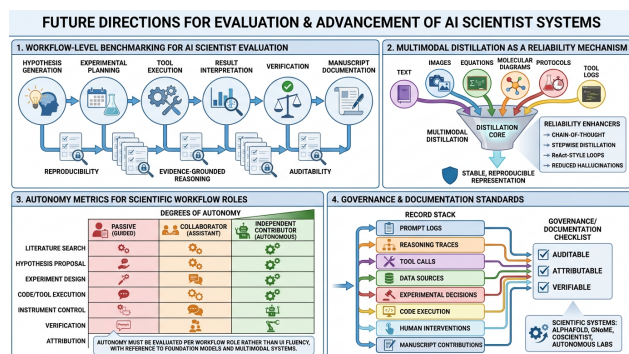 FUTURE DIRECTIONS FOR EVALUATION & ADVANCEMENT OF AI SCIENTIST SYSTEMS
1. WORKFLOW-LEVEL BENCHMARKING FOR AI SCIENTIST EVALUATION
HYPOTHESIS
GENERATION
EXPERIMENTAL
PLANNING
TOOL
EXECUTION
RESULT
INTERPRETATION
VERIFICATION
MANUSCRIPT
DOCUMENTATION
REPRODUCIBILITY
EVIDENCE-GROUNDED
REASONING
AUDITABILITY
2. MULTIMODAL DISTILLATION AS A RELIABILITY MECHANISM
TEXT
IMAGES
EQUATIONS
MOLECULAR
DIAGRAMS
PROTOCOLS
TOOL
LOGS
MULTIMODAL
DISTILLATION
DISTILLATION
CORE
RELIABILITY
ENHANCERS
CHAIN-OF-THOUGHT
STEPWISE DISTILLATION
ReAct-STYLE LOOPS
REDUCED HALLUCINATIONS
STABLE, REPRODUCIBLE
REPRESENTATION
3. AUTONOMY METRICS FOR SCIENTIFIC WORKFLOW ROLES
DEGREES OF AUTONOMY
PASSIVE
(GUIDED)
COLLABORATOR
(ASSISTANT)
INDEPENDENT
CONTRIBUTOR
(AUTONOMOUS)
LITERATURE SEARCH
HYPOTHESIS PROPOSAL
EXPERIMENT DESIGN
CODE/TOOL EXECUTION
INSTRUMENT CONTROL
VERIFICATION
ATTRIBUTION
AUTONOMY MUST BE EVALUATED PER WORKFLOW ROLE RATHER THAN UI FLUENCY,
WITH REFERENCE TO FOUNDATION MODELS AND MULTIMODAL SYSTEMS.
4. GOVERNANCE & DOCUMENTATION STANDARDS
RECORD STACK
PROMPT LOGS
REASONING TRACES
TOOL CALLS
DATA SOURCES
EXPERIMENTAL DECISIONS
CODE EXECUTION
HUMAN INTERVENTIONS
MANUSCRIPT CONTRIBUTIONS
GOVERNANCE/
DOCUMENTATION
CHECKLIST
AUDITABLE
ATTRIBUTABLE
VERIFIABLE
SCIENTIFIC SYSTEMS:
ALPHAFOLD, GNoME,
COSCIENTIST,
AUTONOMOUS LABS